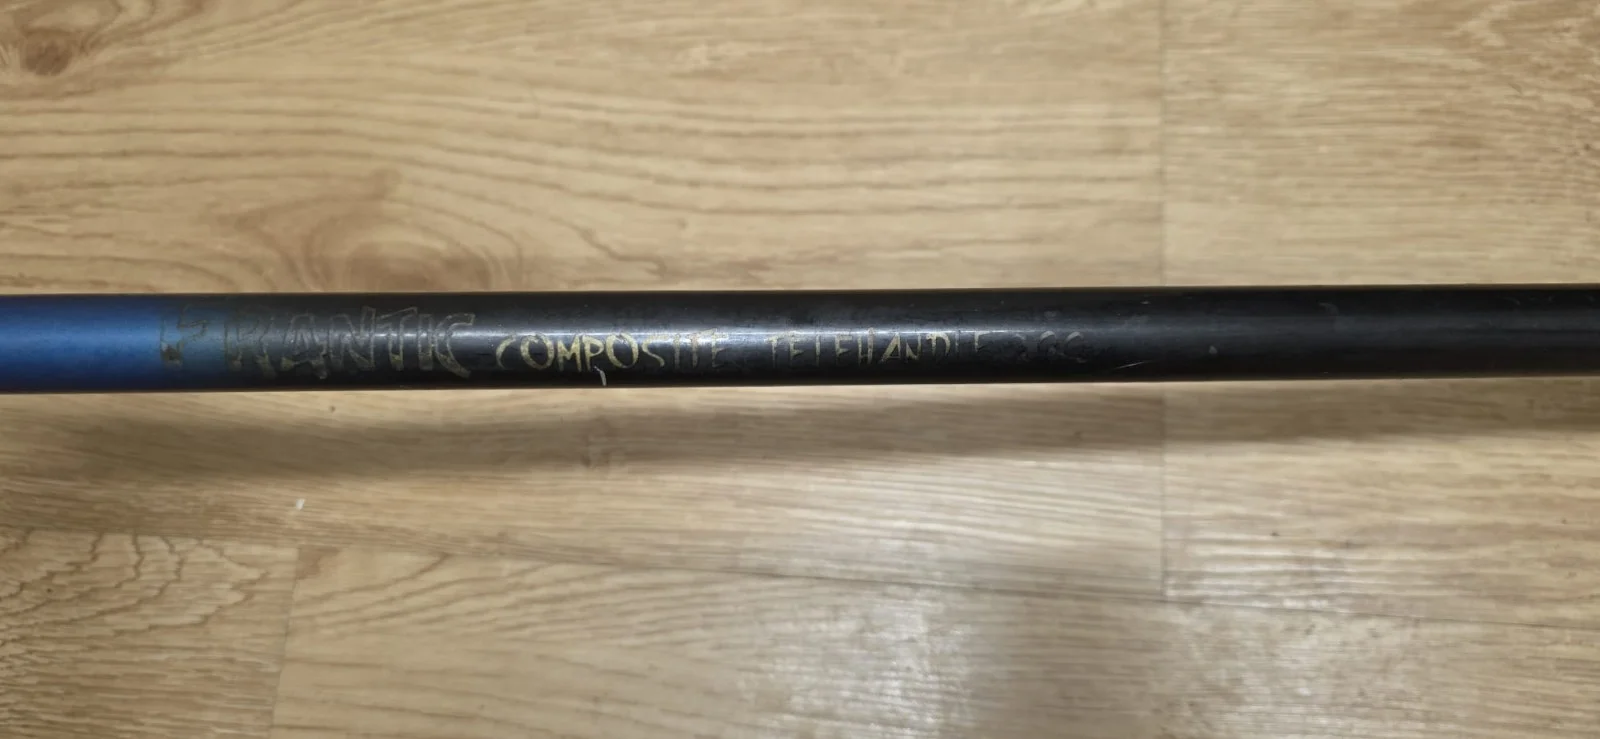 FRANTIC COMPOSITE TELEHANDLE